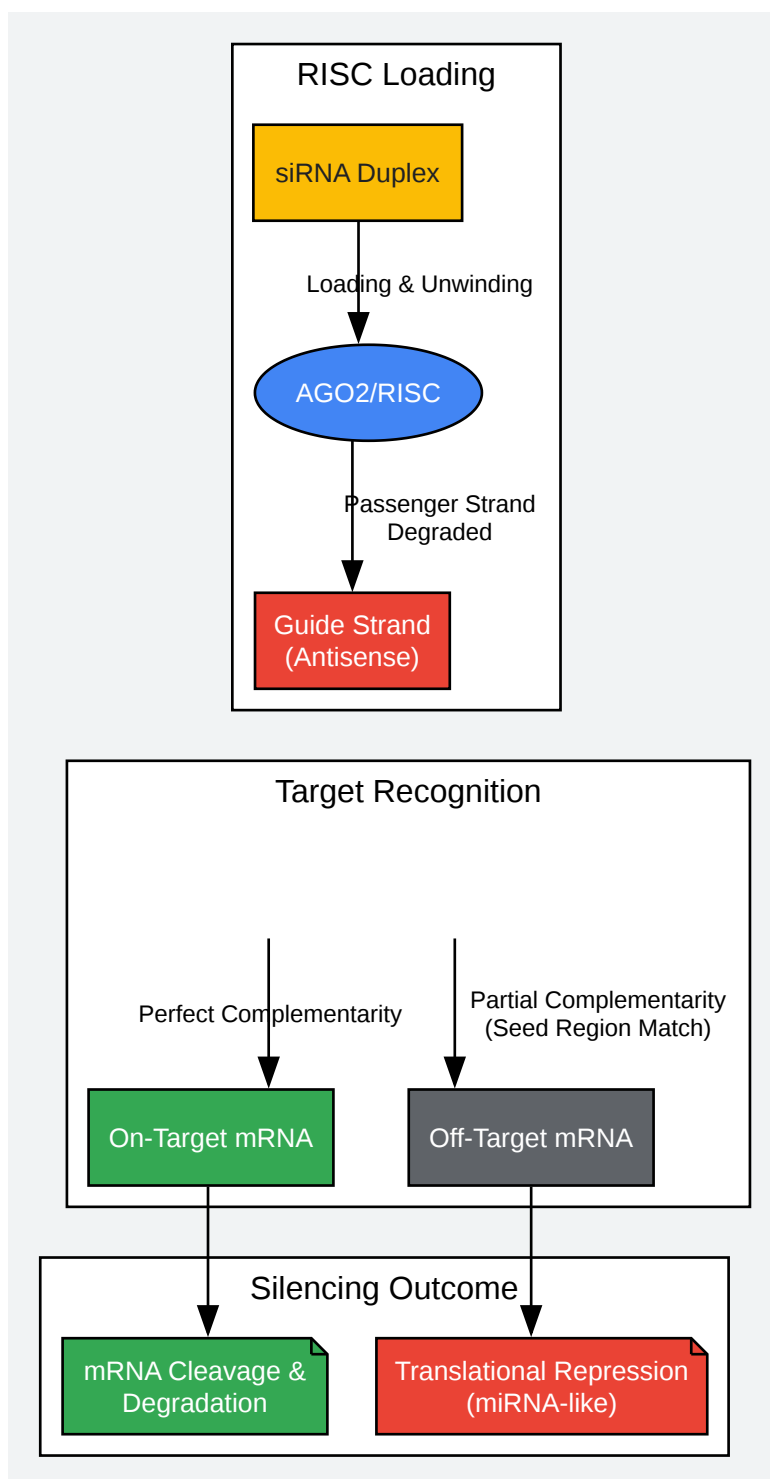 RISC Loading
siRNA Duplex
Loading & Unwinding
AGO2/RISC
Passenger Strand
Degraded
Guide Strand
(Antisense)
Target Recognition
Perfect Complementarity
Partial Complementarity
(Seed Region Match)
On-Target mRNA
Off-Target mRNA
Silencing Outcome
mRNA Cleavage &
Degradation
Translational Repression
(miRNA-like)